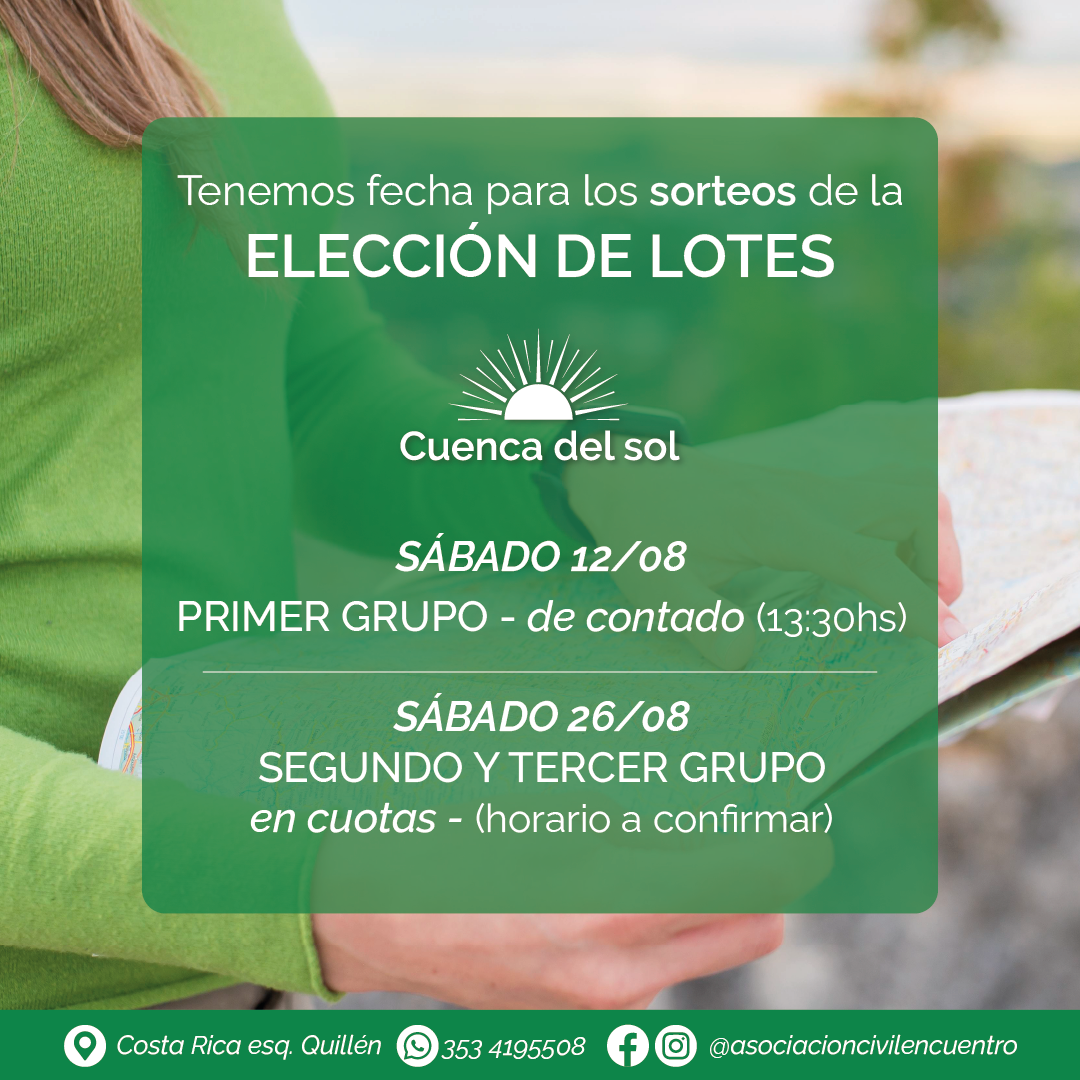 Tenemos fecha para los sorteos de la
ELECCIÓN DE LOTES
Cuenca del sol
SÁBADO 12/08
PRIMER GRUPO - de contado (13:30hs)
SÁBADO 26/08
SEGUNDO Y TERCER GRUPO
en cuotas - (horario a confirmar)
Costa Rica esq. Quillén 353 4195508 @asociacioncivilencuentro